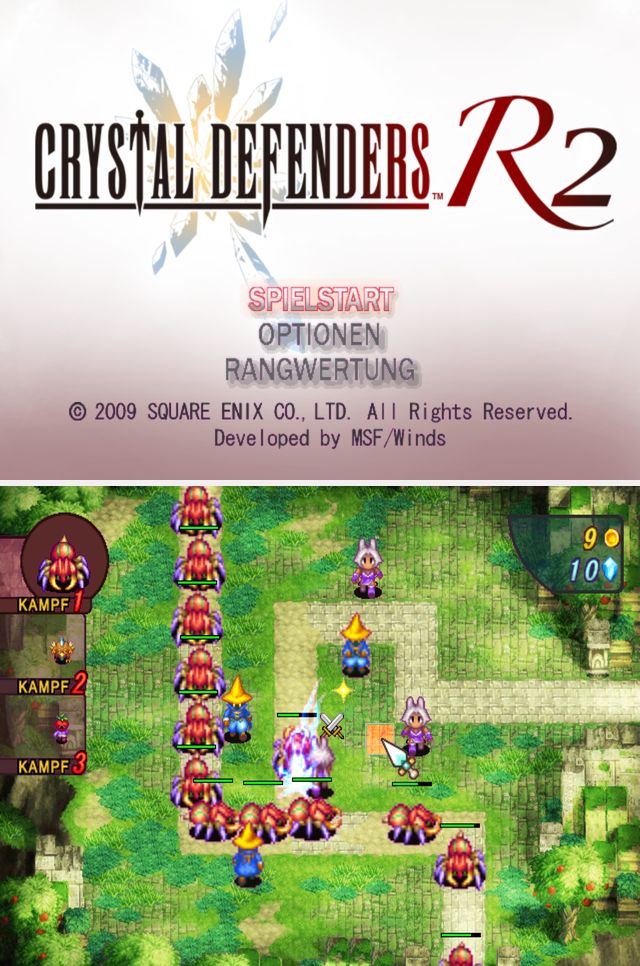 CRYSTAL DEFENDERS™ R2
SPIELSTART
OPTIONEN
RANGWERTUNG
© 2009 SQUARE ENIX CO., LTD. All Rights Reserved.
Developed by MSF/Winds
9
10
KAMPF 1
KAMPF 2
KAMPF 3